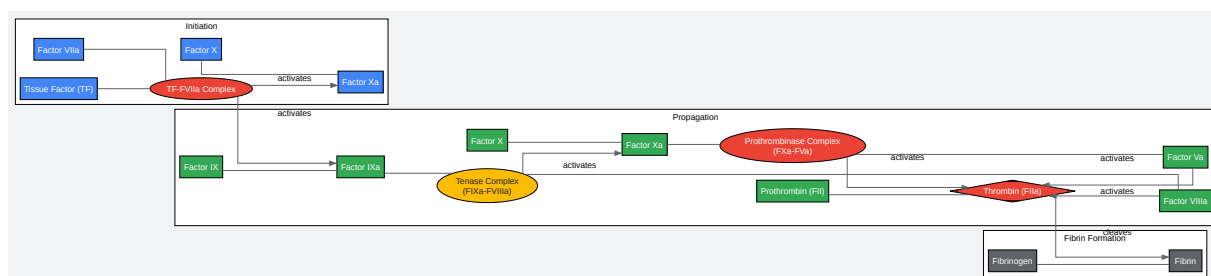 Initiation
Factor VIIa
Factor X
Tissue Factor (TF)
TF-FVIIa Complex
activates
Factor Xa
activates
Propagation
Factor X
Factor Xa
Prothrombinase Complex
(FXa-FVa)
activates
activates
Factor Va
Factor IX
Factor IXa
activates
Tenase Complex
(FIXa-FVIIIa)
Prothrombin (FII)
Thrombin (FIIa)
activates
Factor VIIIa
cleaves
Fibrin Formation
Fibrinogen
Fibrin